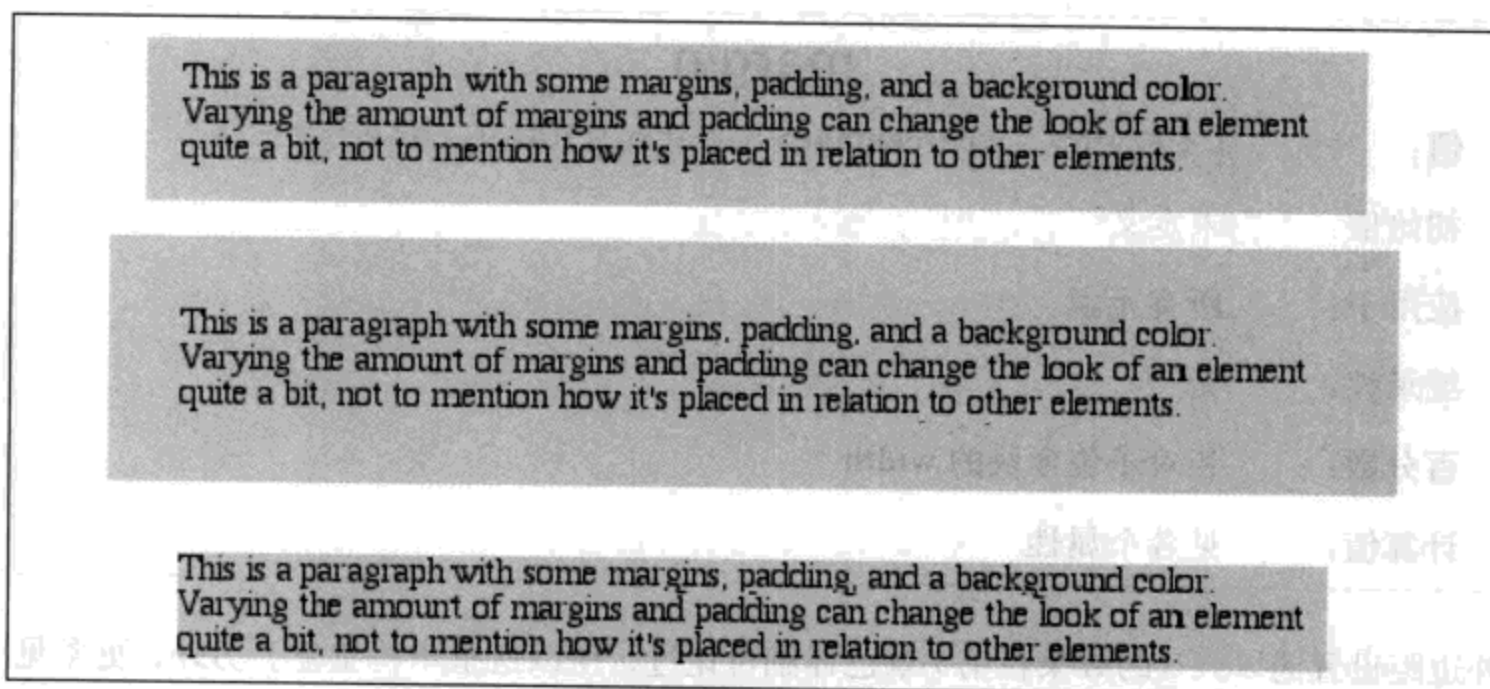 This is a paragraph with some margins, padding, and a background color.
Varying the amount of margins and padding can change the look of an element
quite a bit, not to mention how it's placed in relation to other elements.
This is a paragraph with some margins, padding, and a background color.
Varying the amount of margins and padding can change the look of an element
quite a bit, not to mention how it's placed in relation to other elements.
This is a paragraph with some margins, padding, and a background color.
Varying the amount of margins and padding can change the look of an element
quite a bit, not to mention how it's placed in relation to other elements.